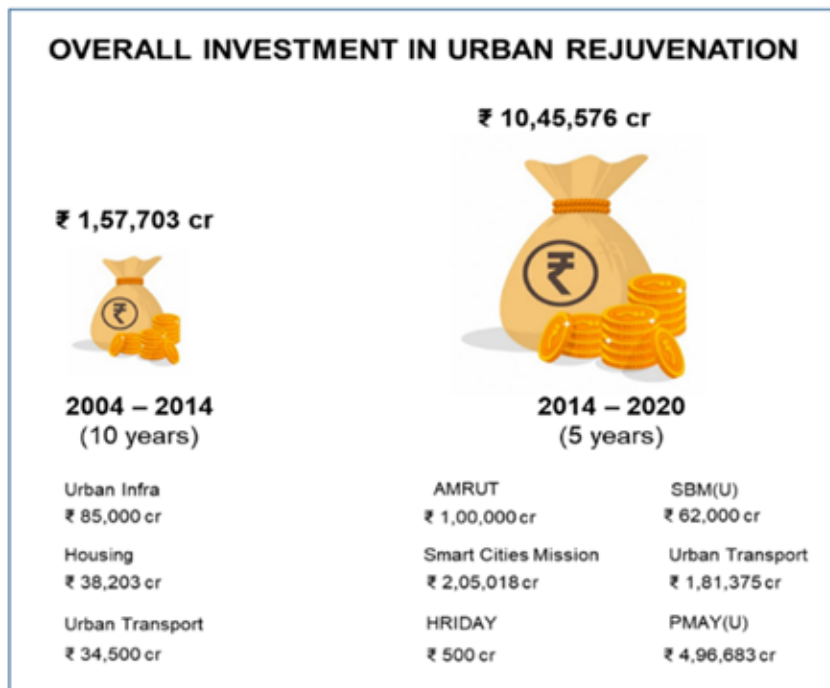 OVERALL INVESTMENT IN URBAN REJUVENATION
₹ 10,45,576 cr
₹ 1,57,703 cr
₹
₹
2004 – 2014
(10 years)
2014 – 2020
(5 years)
Urban Infra
₹ 85,000 cr
Housing
₹ 38,203 cr
Urban Transport
₹ 34,500 cr
AMRUT
₹ 1,00,000 cr
Smart Cities Mission
₹ 2,05,018 cr
HRIDAY
₹ 500 cr
SBM(U)
₹ 62,000 cr
Urban Transport
₹ 1,81,375 cr
PMAY(U)
₹ 4,96,683 cr